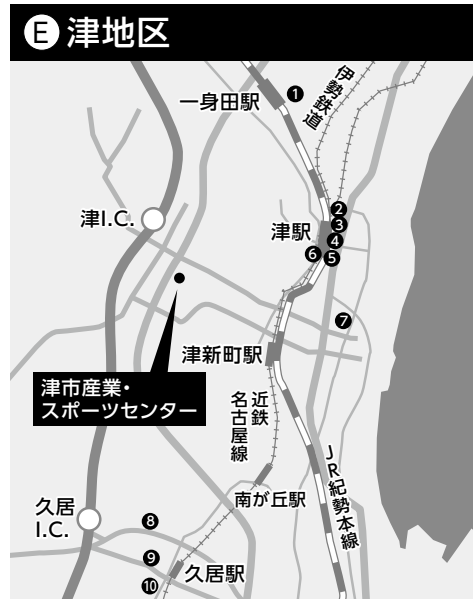 E 津地区
一身田駅
❶
伊勢鉄道
津I.C.
津駅
❷
❸
❹
❺
❻
❼
津新町駅
津市産業・
スポーツセンター
近鉄
名古屋線
JR紀勢本線
南が丘駅
久居
I.C.
❽
❾
❿
久居駅